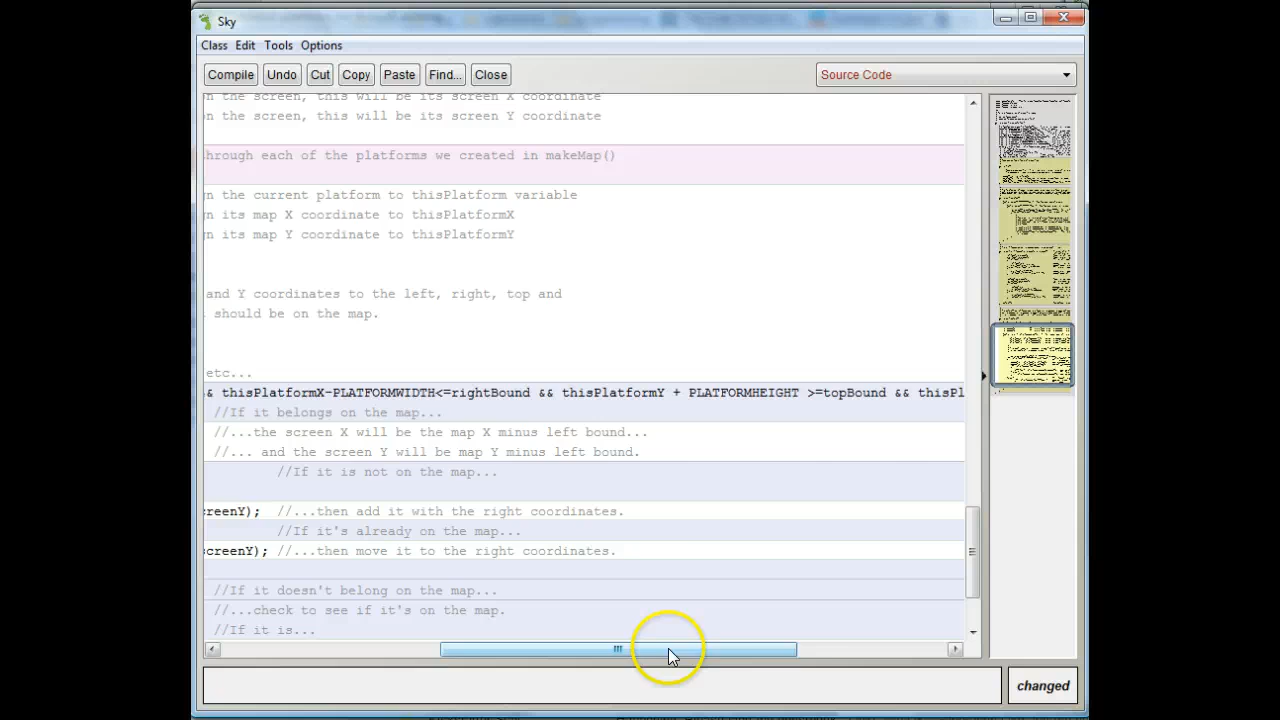 Sky
Class Edit Tools Options
Compile Undo Cut Copy Paste Find... Close Source Code
n the screen, this will be its screen X coordinate
n the screen, this will be its screen Y coordinate
hrough each of the platforms we created in makeMap()
gn the current platform to thisPlatform variable
gn its map X coordinate to thisPlatformX
gn its map Y coordinate to thisPlatformY
and Y coordinates to the left, right, top and
should be on the map.
etc...
& thisPlatformX-PLATFORMWIDTH<=rightBound && thisPlatformY + PLATFORMHEIGHT >=topBound && thisPl
//If it belongs on the map...
//...the screen X will be the map X minus left bound...
//... and the screen Y will be map Y minus left bound.
//If it is not on the map...
creenY); //...then add it with the right coordinates.
//If it's already on the map...
screenY); //...then move it to the right coordinates.
//If it doesn't belong on the map...
//...check to see if it's on the map.
//If it is...
changed